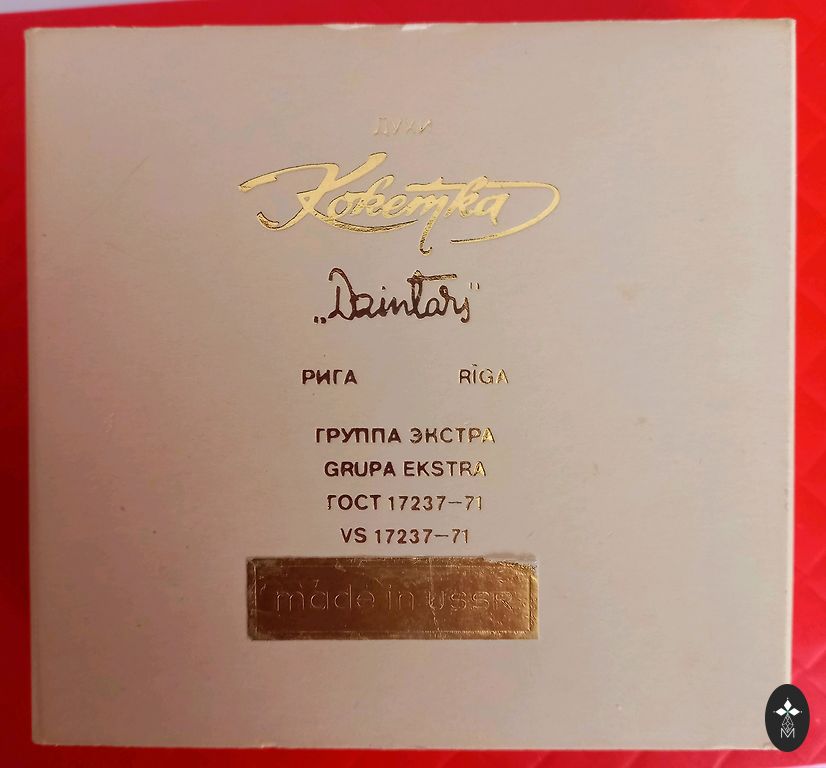 ДУХИ
Кокетка
„Dzintars"
РИГА RĪGA
ГРУППА ЭКСТРА
GRUPA EKSTRA
ГОСТ 17237—71
VS 17237—71
made in USSR
M